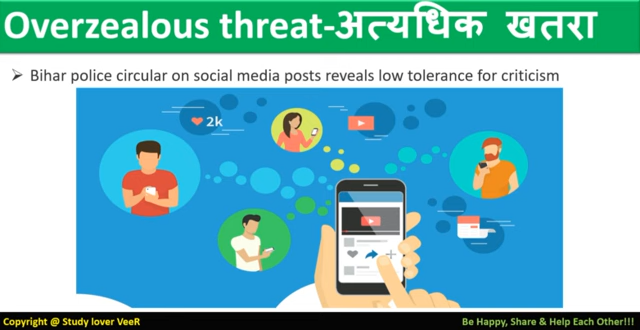 Overzealous threat-अत्यधिक खतरा
➢ Bihar police circular on social media posts reveals low tolerance for criticism
2k
Copyright @ Study lover VeeR
Be Happy, Share & Help Each Other!!!